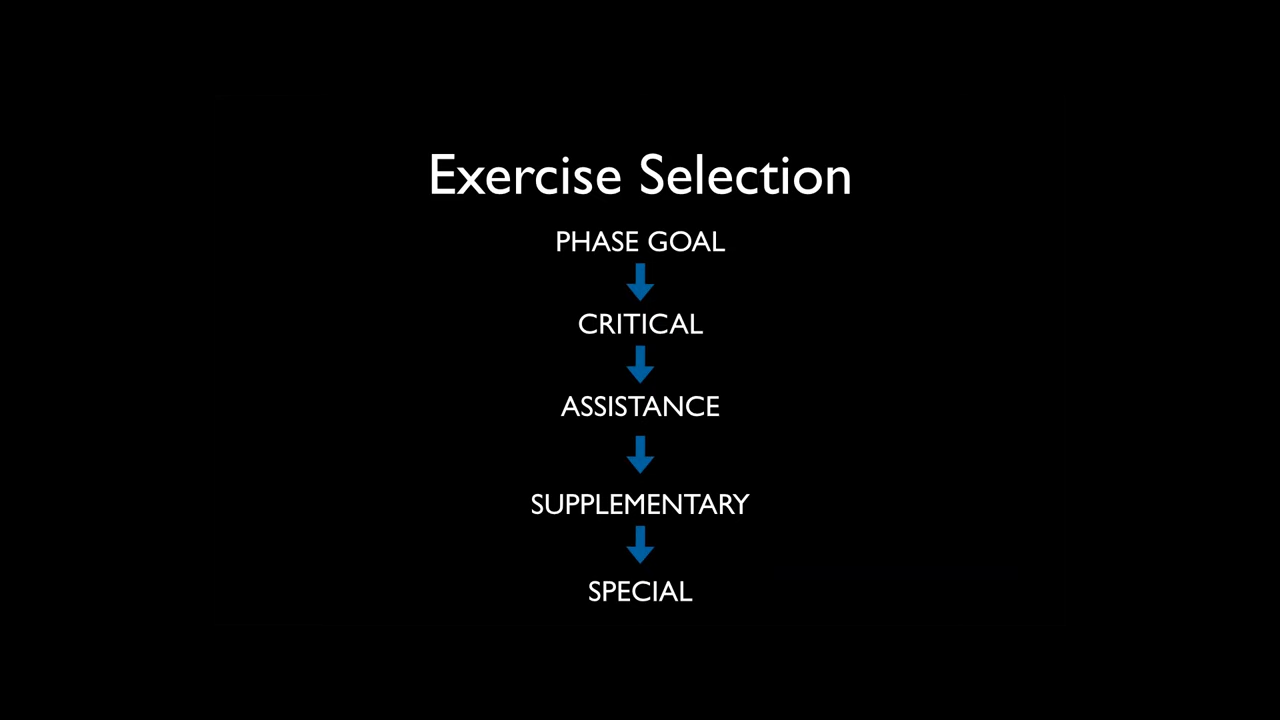 Exercise Selection
PHASE GOAL
CRITICAL
ASSISTANCE
SUPPLEMENTARY
SPECIAL